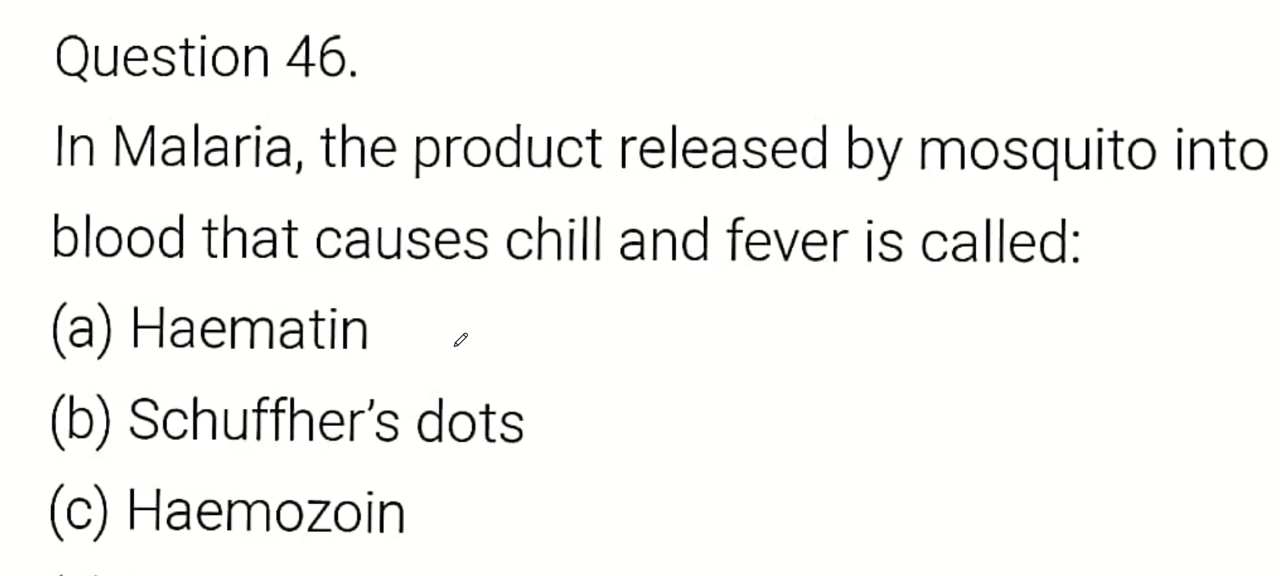 Question 46.
In Malaria, the product released by mosquito into
blood that causes chill and fever is called:
(a) Haematin
(b) Schuffher's dots
(c) Haemozoin